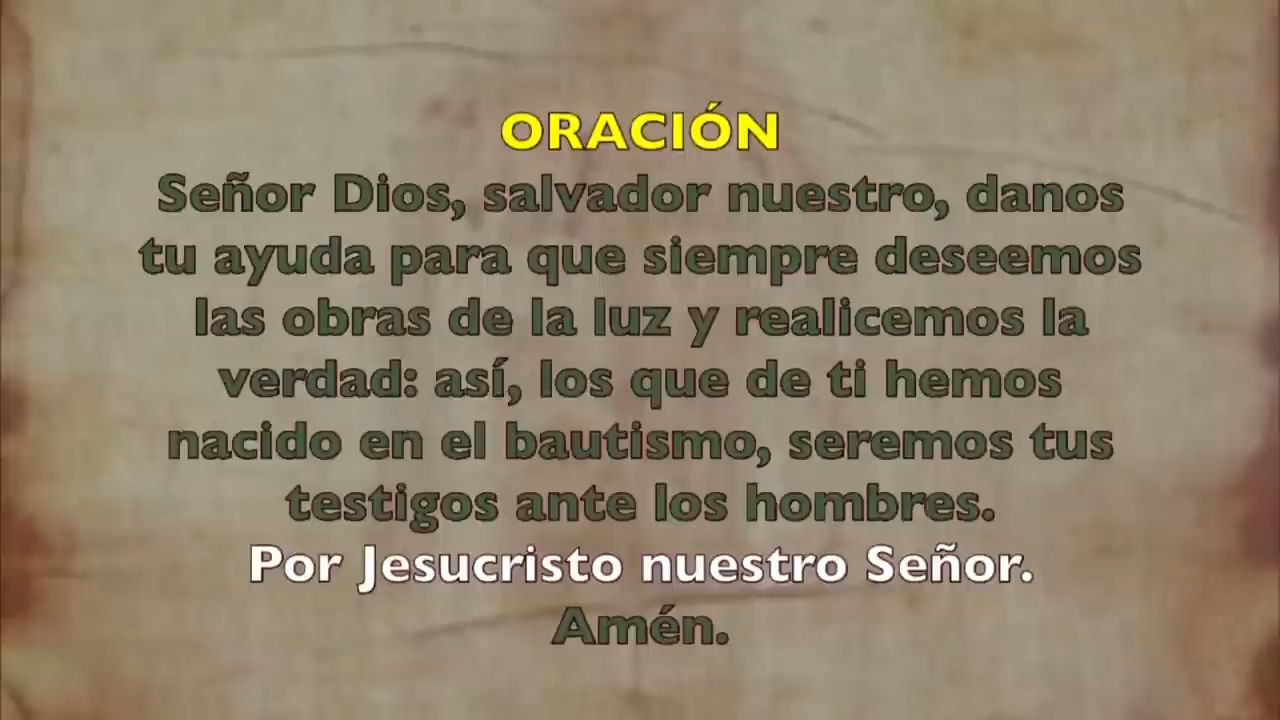 ORACIÓN
Señor Dios, salvador nuestro, danos
tu ayuda para que siempre deseemos
las obras de la luz y realicemos la
verdad: así, los que de ti hemos
nacido en el bautismo, seremos tus
testigos ante los hombres.
Por Jesucristo nuestro Señor.
Amén.